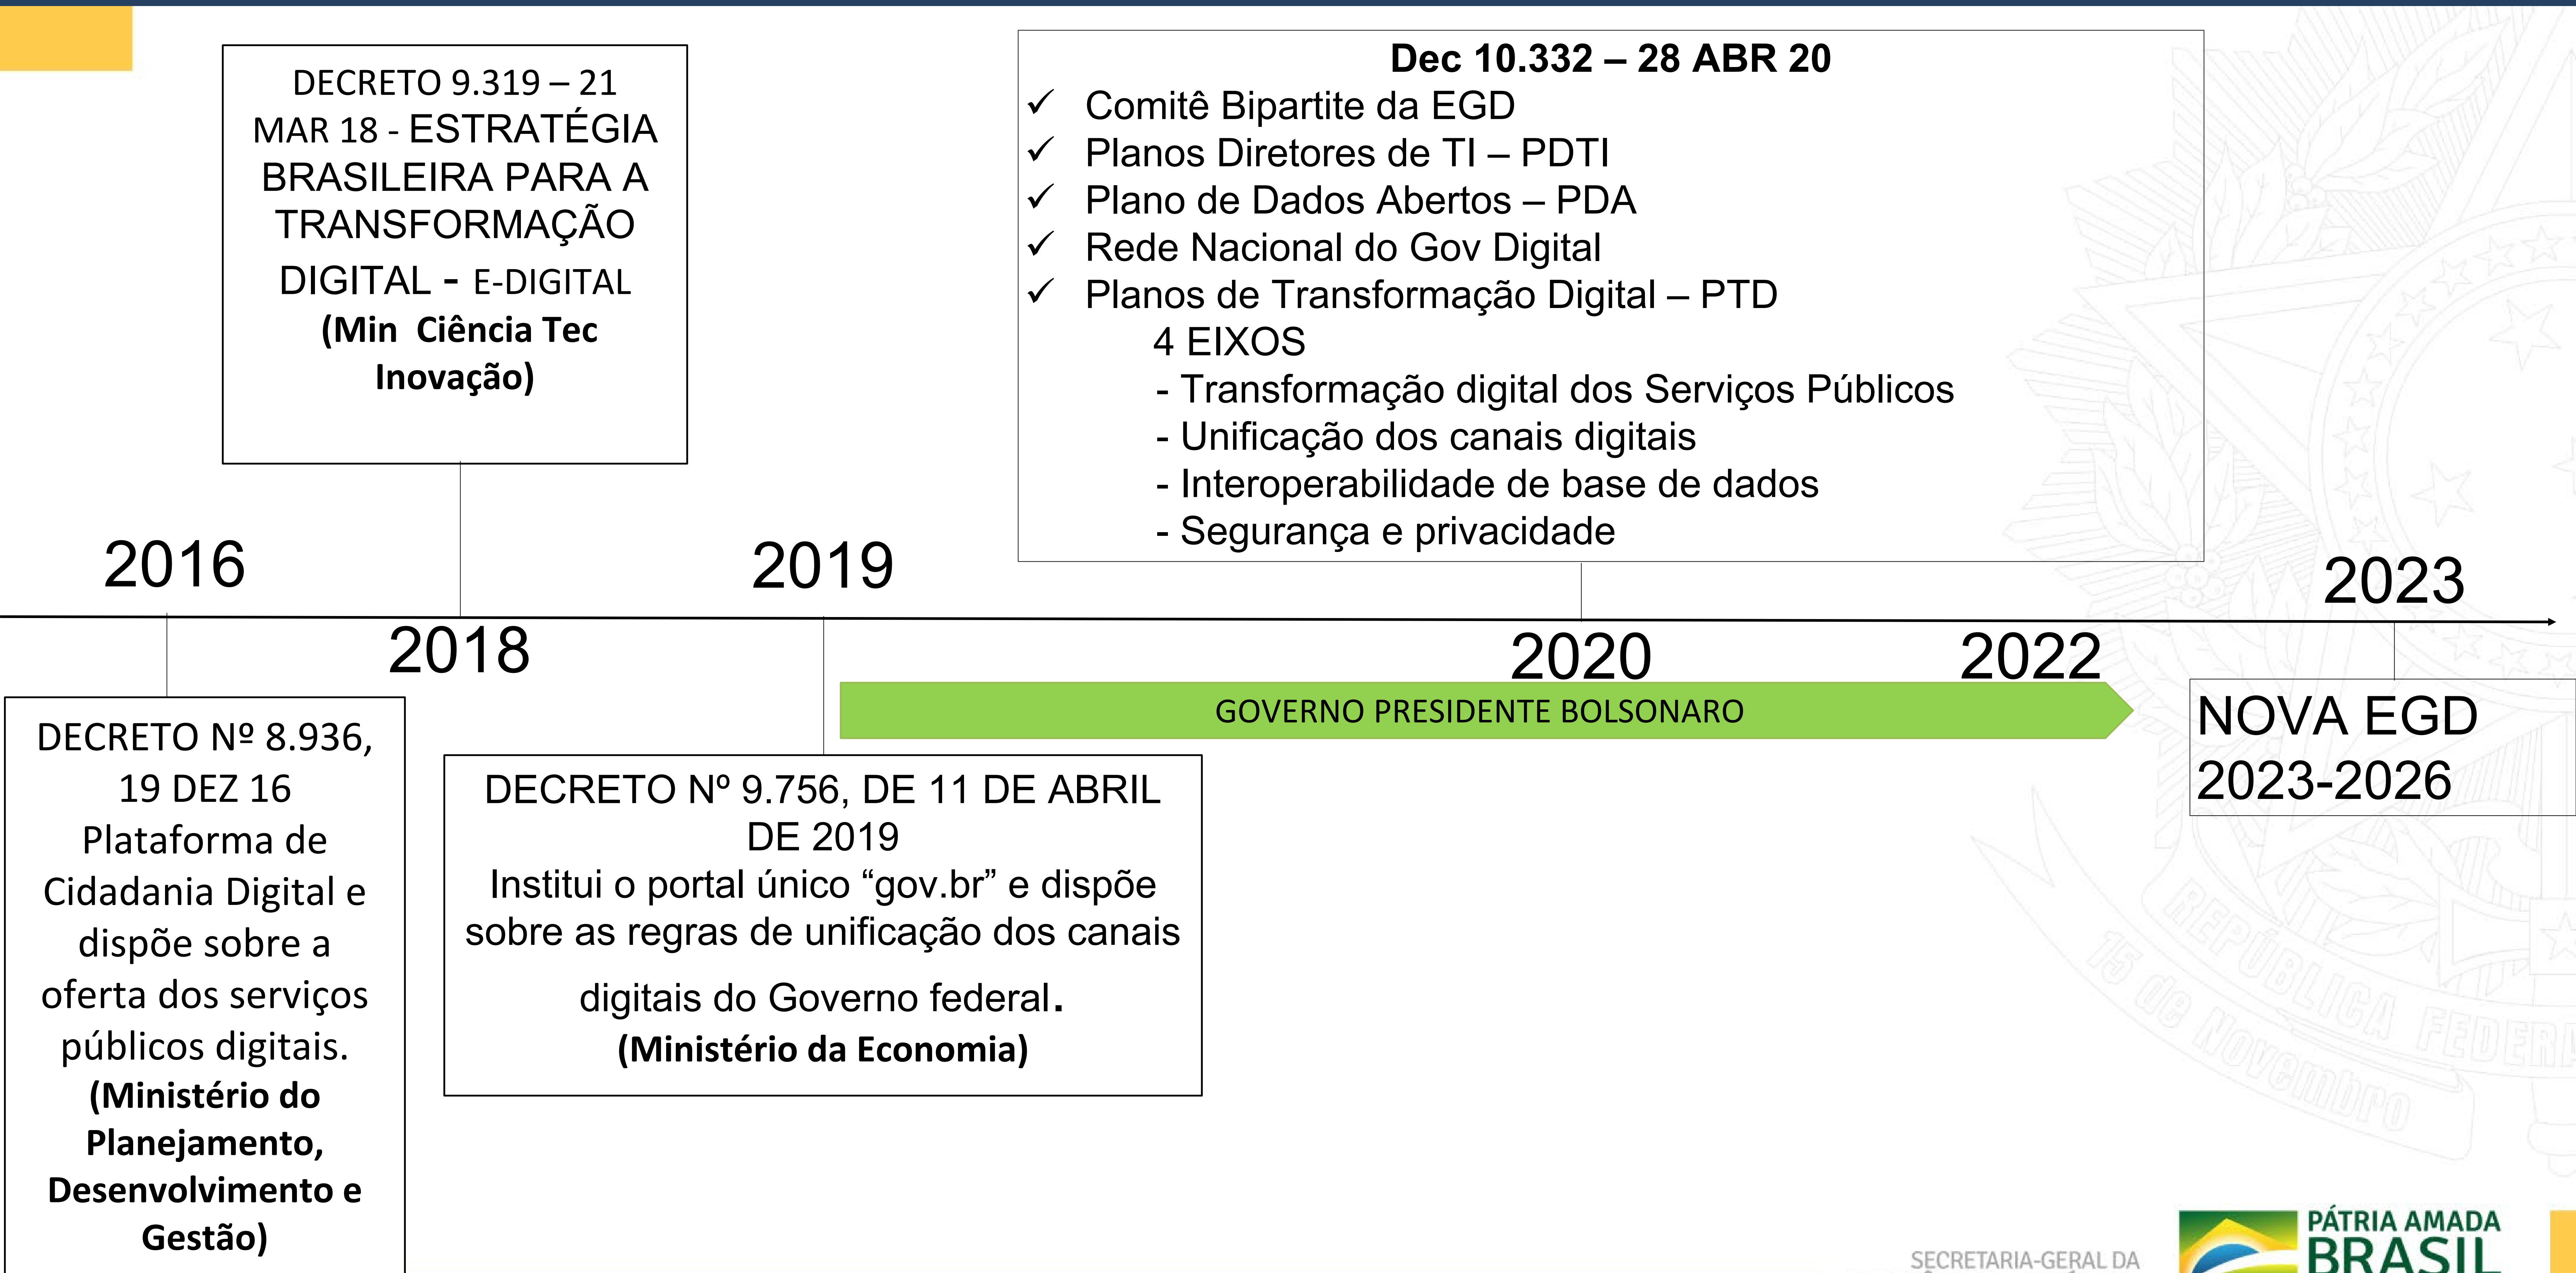 DECRETO 9.319 – 21
MAR 18 - ESTRATÉGIA
BRASILEIRA PARA A
TRANSFORMAÇÃO
DIGITAL - E-DIGITAL
(Min Ciência Tec
Inovação)
Dec 10.332 – 28 ABR 20
✓ Comitê Bipartite da EGD
✓ Planos Diretores de TI – PDTI
✓ Plano de Dados Abertos – PDA
✓ Rede Nacional do Gov Digital
✓ Planos de Transformação Digital – PTD
4 EIXOS
- Transformação digital dos Serviços Públicos
- Unificação dos canais digitais
- Interoperabilidade de base de dados
- Segurança e privacidade
2016
2019
2023
2018
2020
2022
GOVERNO PRESIDENTE BOLSONARO
DECRETO Nº 8.936,
19 DEZ 16
Plataforma de
Cidadania Digital e
dispõe sobre a
oferta dos serviços
públicos digitais.
(Ministério do
Planejamento,
Desenvolvimento e
Gestão)
DECRETO Nº 9.756, DE 11 DE ABRIL
DE 2019
Institui o portal único “gov.br” e dispõe
sobre as regras de unificação dos canais
digitais do Governo federal.
(Ministério da Economia)
NOVA EGD
2023-2026
REPÚBLICA FEDERA
15 de Novembro
SECRETARIA-GERAL DA
PÁTRIA AMADA
BRASIL